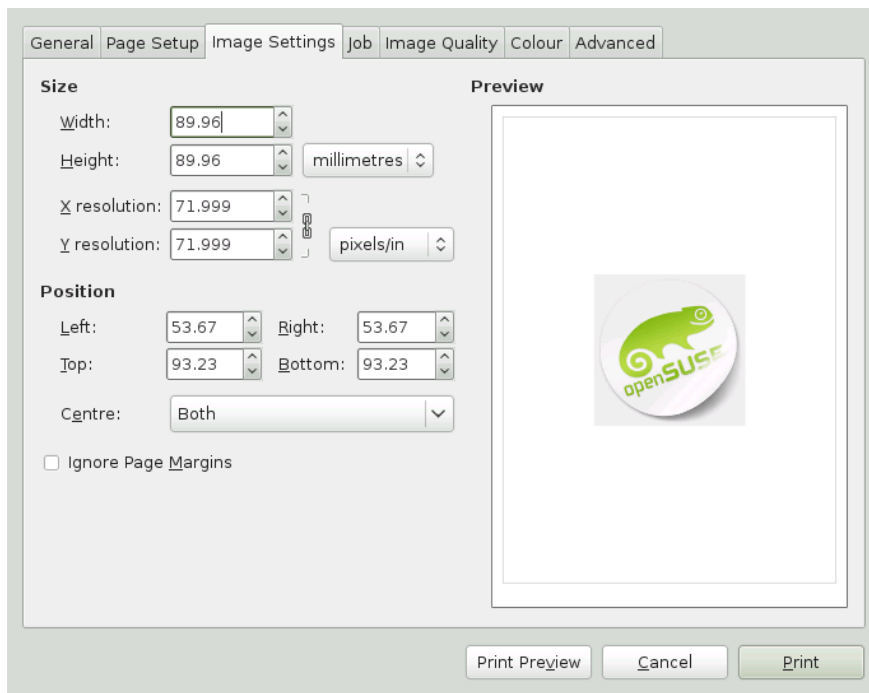 General Page Setup Image Settings Job Image Quality Colour Advanced
Size
Width: 89.96
Height: 89.96 millimetres
X resolution: 71.999
Y resolution: 71.999 pixels/in
Position
Left: 53.67 Right: 53.67
Top: 93.23 Bottom: 93.23
Centre: Both
Ignore Page Margins
Preview
openSUSE
Print Preview Cancel Print